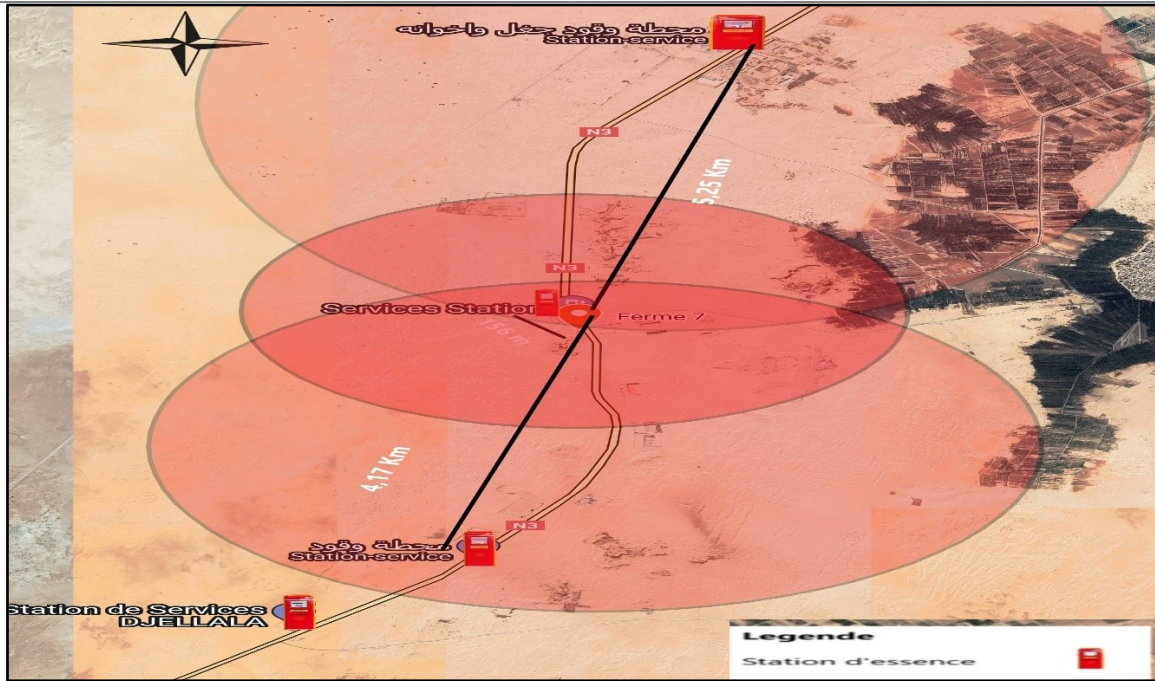 محطة وقود جغل واخوانه
Station-service
N3
5,25 Km
N3
Services Station
Ferme 7
156 m
4,17 Km
N3
محطة وقود
Station-service
Station de Services
DJELLALA
Legende
Station d'essence